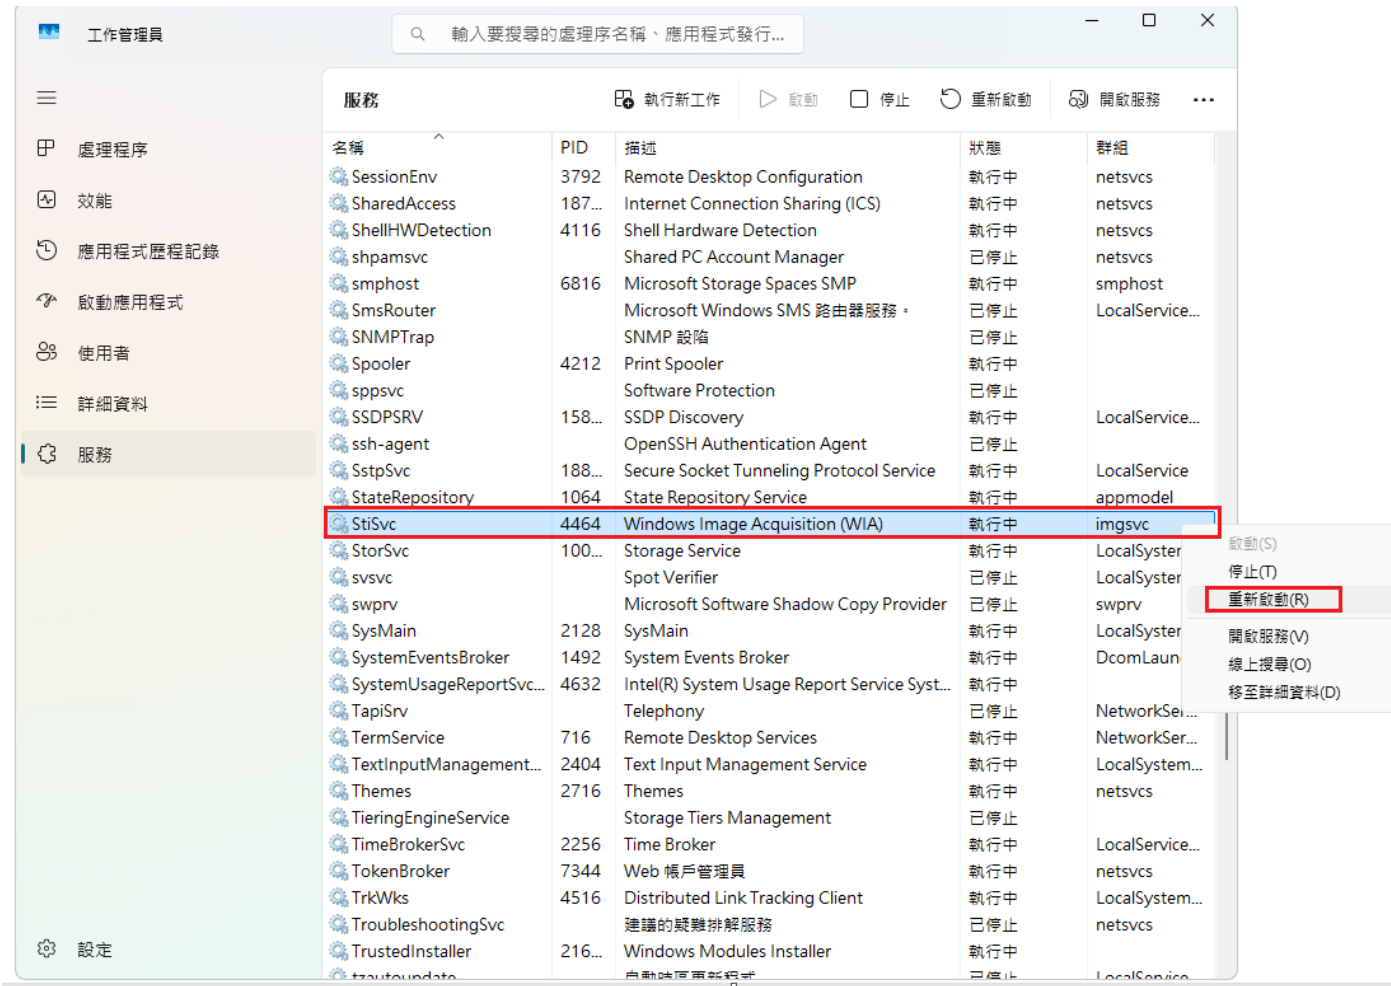 工作管理員
輸入要搜尋的處理序名稱、應用程式發行...
服務
執行新工作 啟動 停止 重新啟動 開啟服務 ...
處理程序
效能
應用程式歷程記錄
啟動應用程式
使用者
詳細資料
服務
設定
名稱 PID 描述 狀態 群組
SessionEnv 3792 Remote Desktop Configuration 執行中 netsvcs
SharedAccess 187... Internet Connection Sharing (ICS) 執行中 netsvcs
ShellHWDetection 4116 Shell Hardware Detection 執行中 netsvcs
shpamsvc Shared PC Account Manager 已停止 netsvcs
smphost 6816 Microsoft Storage Spaces SMP 執行中 smphost
SmsRouter Microsoft Windows SMS 路由器服務。 已停止 LocalService...
SNMPTrap SNMP 設陷 已停止
Spooler 4212 Print Spooler 執行中
sppsvc Software Protection 已停止
SSDPSRV 158... SSDP Discovery 執行中 LocalService...
ssh-agent OpenSSH Authentication Agent 已停止
SstpSvc 188... Secure Socket Tunneling Protocol Service 執行中 LocalService
StateRepository 1064 State Repository Service 執行中 appmodel
StiSvc 4464 Windows Image Acquisition (WIA) 執行中 imgsvc
StorSvc 100... Storage Service 執行中 LocalSyster
svsvc Spot Verifier 已停止 LocalSyster
swprv Microsoft Software Shadow Copy Provider 已停止 swprv
SysMain 2128 SysMain 執行中 LocalSyster
SystemEventsBroker 1492 System Events Broker 執行中 DcomLaun
SystemUsageReportSvc... 4632 Intel(R) System Usage Report Service Syst... 執行中
TapiSrv Telephony 已停止 NetworkSer...
TermService 716 Remote Desktop Services 執行中 NetworkSer...
TextInputManagement... 2404 Text Input Management Service 執行中 LocalSystem...
Themes 2716 Themes 執行中 netsvcs
TieringEngineService Storage Tiers Management 已停止
TimeBrokerSvc 2256 Time Broker 執行中 LocalService...
TokenBroker 7344 Web 帳戶管理員 執行中 netsvcs
TrkWks 4516 Distributed Link Tracking Client 執行中 LocalSystem...
TroubleshootingSvc 建議的疑難排解服務 已停止 netsvcs
TrustedInstaller 216... Windows Modules Installer 執行中
tzautoupdate 自動時區更新程式 已停止 LocalService
啟動(S)
停止(T)
重新啟動(R)
開啟服務(V)
線上搜尋(O)
移至詳細資料(D)